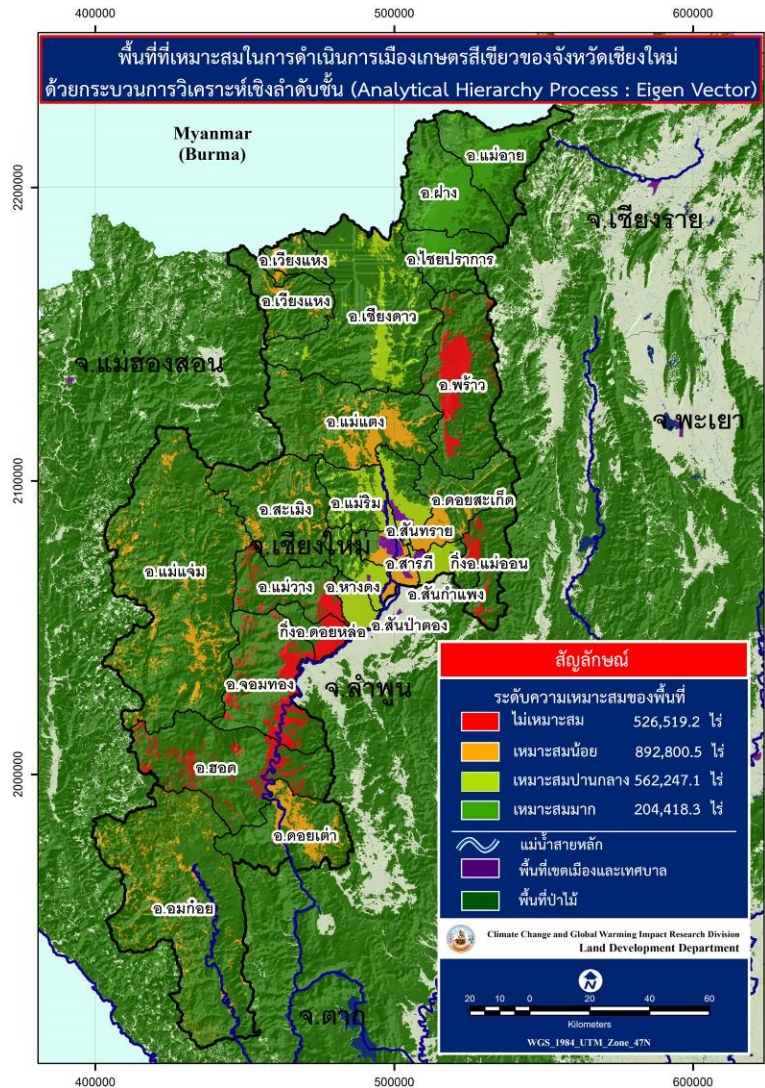 400000 500000 600000
พื้นที่ที่เหมาะสมในการดำเนินการเมืองเกษตรสีเขียวของจังหวัดเชียงใหม่
ด้วยกระบวนการวิเคราะห์เชิงลำดับชั้น (Analytical Hierarchy Process : Eigen Vector)
Myanmar
(Burma)
อ.แม่อาย
2200000
อ.ฝาง
จ.เชียงราย
อ.เวียงแหง
อ.ไชยปราการ
อ.เวียงแหง
อ.เชียงดาว
จ.แม่ฮองสอน
อ.พร้าว
อ.แม่แตง
จ.พะเยา
2100000
อ.แม่ริม
อ.ดอยสะเก็ด
อ.สะเมิง
อ.สันทราย
จ.เชียงใหม่
อ.สารภี
กิ่งอ.แม่ออน
อ.แม่แจ่ม
อ.แม่วาง
อ.หางดง
อ.สันกำแพง
อ.สันป่าตอง
กิ่งอ.ดอยหล่อ
อ.จอมทอง
จ.ลำพูน
อ.ฮอด
2000000
อ.ดอยเต่า
อ.อมก๋อย
จ.ตาก
สัญลักษณ์
ระดับความเหมาะสมของพื้นที่
ไม่เหมาะสม 526,519.2 ไร่
เหมาะสมน้อย 892,800.5 ไร่
เหมาะสมปานกลาง 562,247.1 ไร่
เหมาะสมมาก 204,418.3 ไร่
แม่น้ำสายหลัก
พื้นที่เขตเมืองและเทศบาล
พื้นที่ป่าไม้
Climate Change and Global Warming Impact Research Division
Land Development Department
N
20 10 0 20 40 60
Kilometers
WGS_1984_UTM_Zone_47N
400000 500000 600000